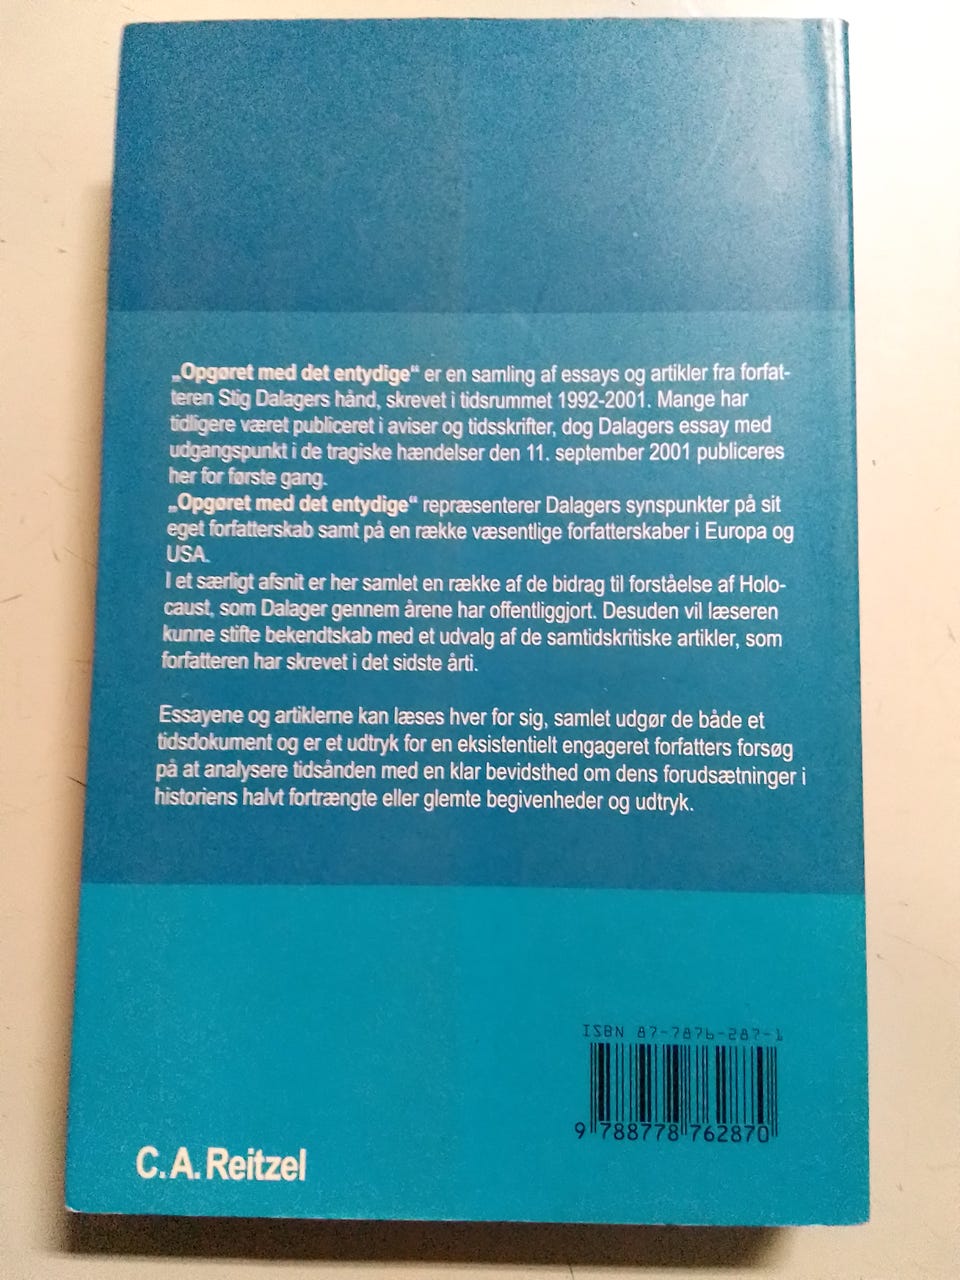 „Opgøret med det entydige“ er en samling af essays og artikler fra forfat-
teren Stig Dalagers hånd, skrevet i tidsrummet 1992-2001. Mange har
tidligere været publiceret i aviser og tidsskrifter, dog Dalagers essay med
udgangspunkt i de tragiske hændelser den 11. september 2001 publiceres
her for første gang.
„Opgøret med det entydige“ repræsenterer Dalagers synspunkter på sit
eget forfatterskab samt på en række væsentlige forfatterskaber i Europa og
USA.
I et særligt afsnit er her samlet en række af de bidrag til forståelse af Holo-
caust, som Dalager gennem årene har offentliggjort. Desuden vil læseren
kunne stifte bekendtskab med et udvalg af de samtidskritiske artikler, som
forfatteren har skrevet i det sidste årti.
Essayene og artiklerne kan læses hver for sig, samlet udgør de både et
tidsdokument og er et udtryk for en eksistentielt engageret forfatters forsøg
på at analysere tidsånden med en klar bevidsthed om dens forudsætninger i
historiens halvt fortrængte eller glemte begivenheder og udtryk.
ISBN 87-7876-287-1
9 788778 762870
C. A. Reitzel